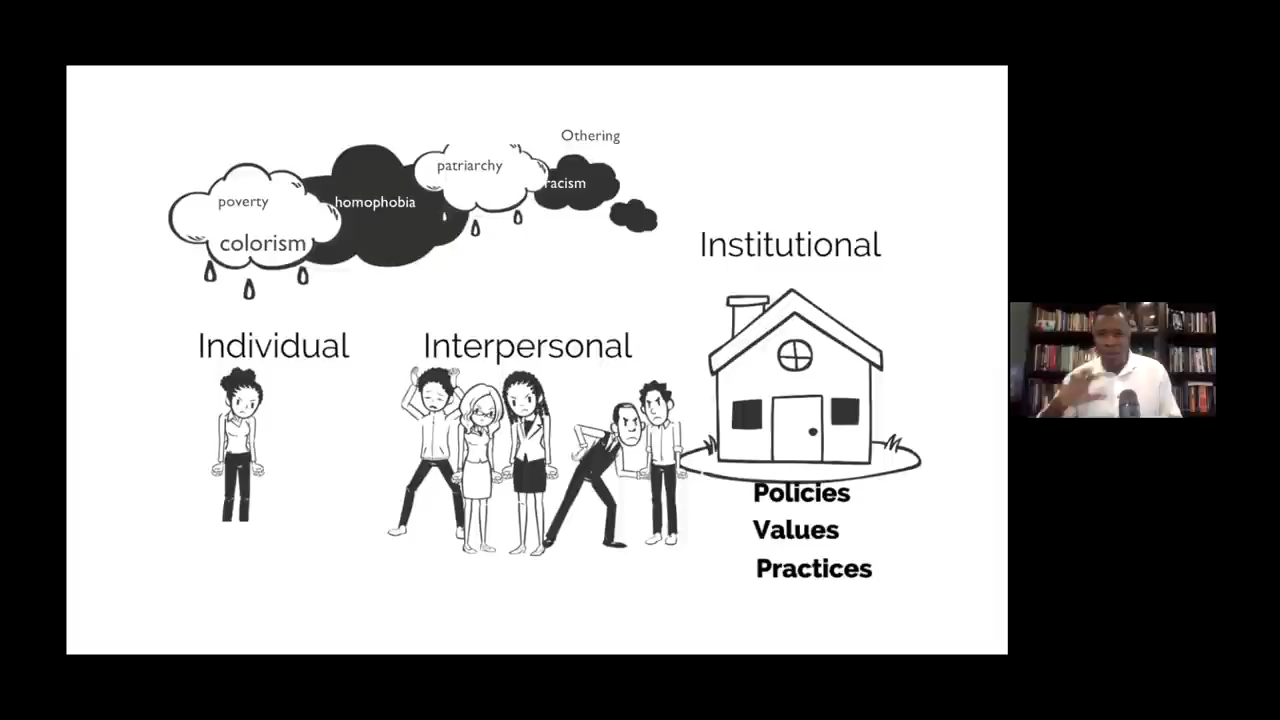 Othering
patriarchy
racism
poverty
homophobia
colorism
Institutional
Individual
Interpersonal
Policies
Values
Practices